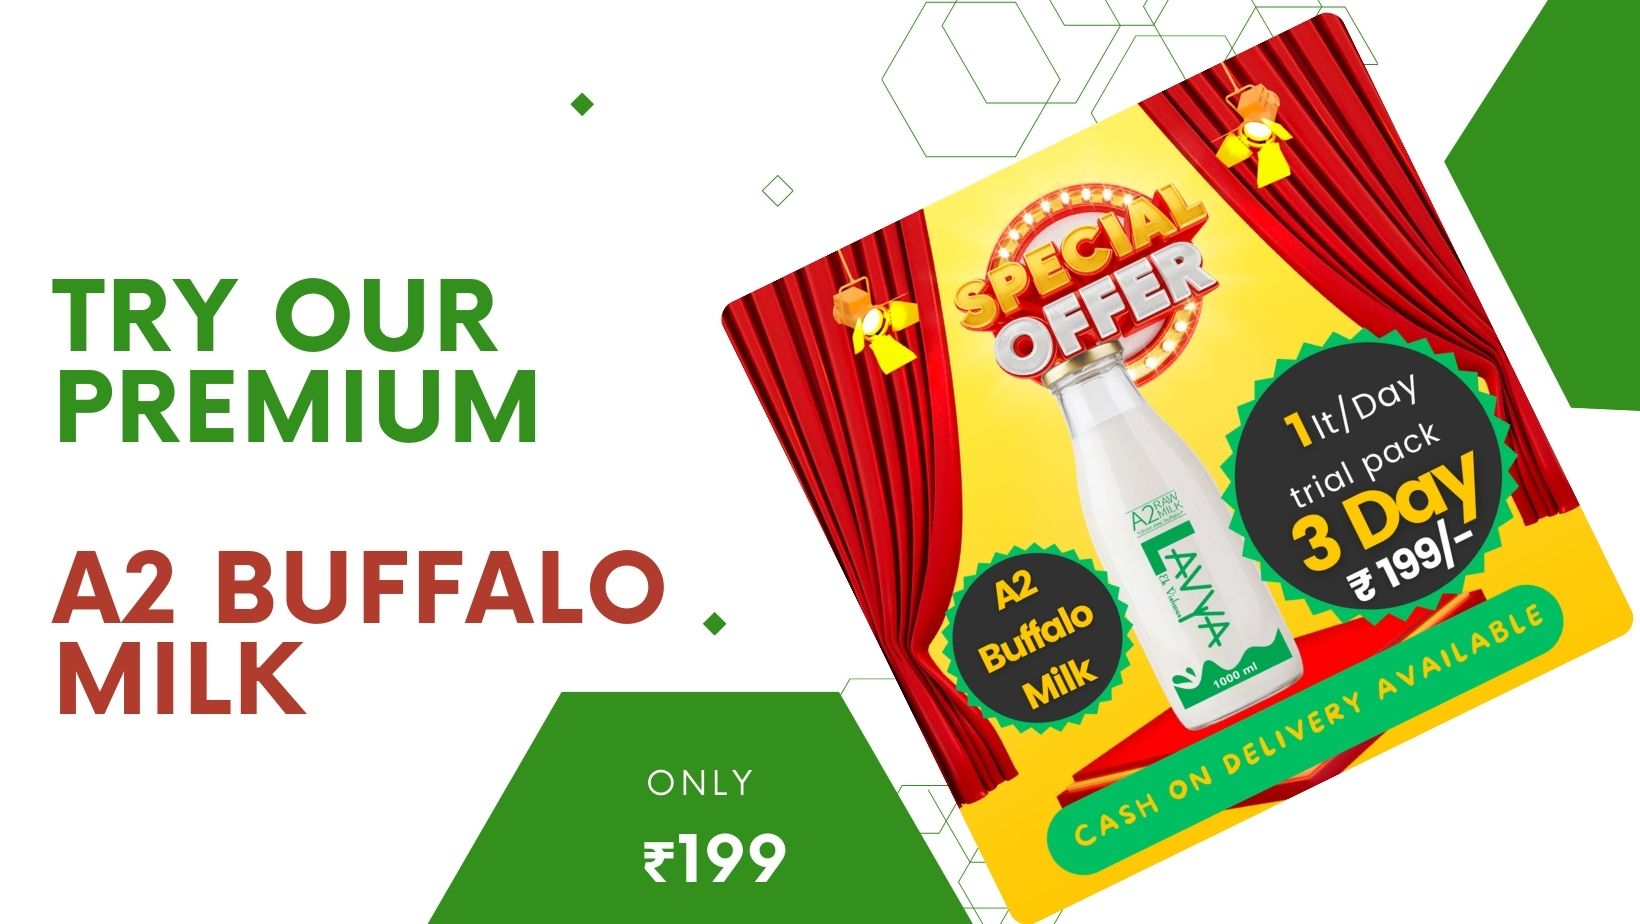 TRY OUR
PREMIUM
A2 BUFFALO
MILK
ONLY
₹199
SPECIAL
OFFER
1lt/Day
trial pack
3 Day
₹ 199/-
A2
Buffalo
Milk
A2 RAW
MILK
LAVYA
1000 ml
CASH ON DELIVERY AVAILABLE